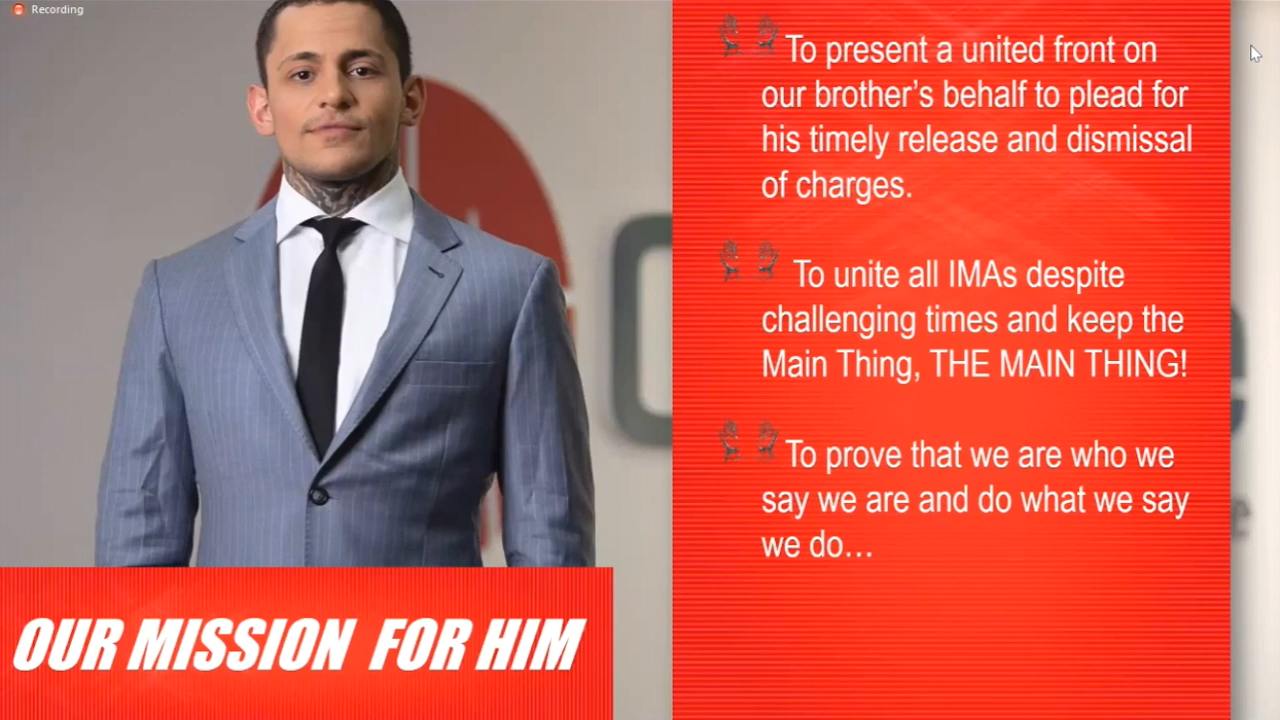 Recording
To present a united front on
our brother’s behalf to plead for
his timely release and dismissal
of charges.
To unite all IMAs despite
challenging times and keep the
Main Thing, THE MAIN THING!
To prove that we are who we
say we are and do what we say
we do…
OUR MISSION FOR HIM